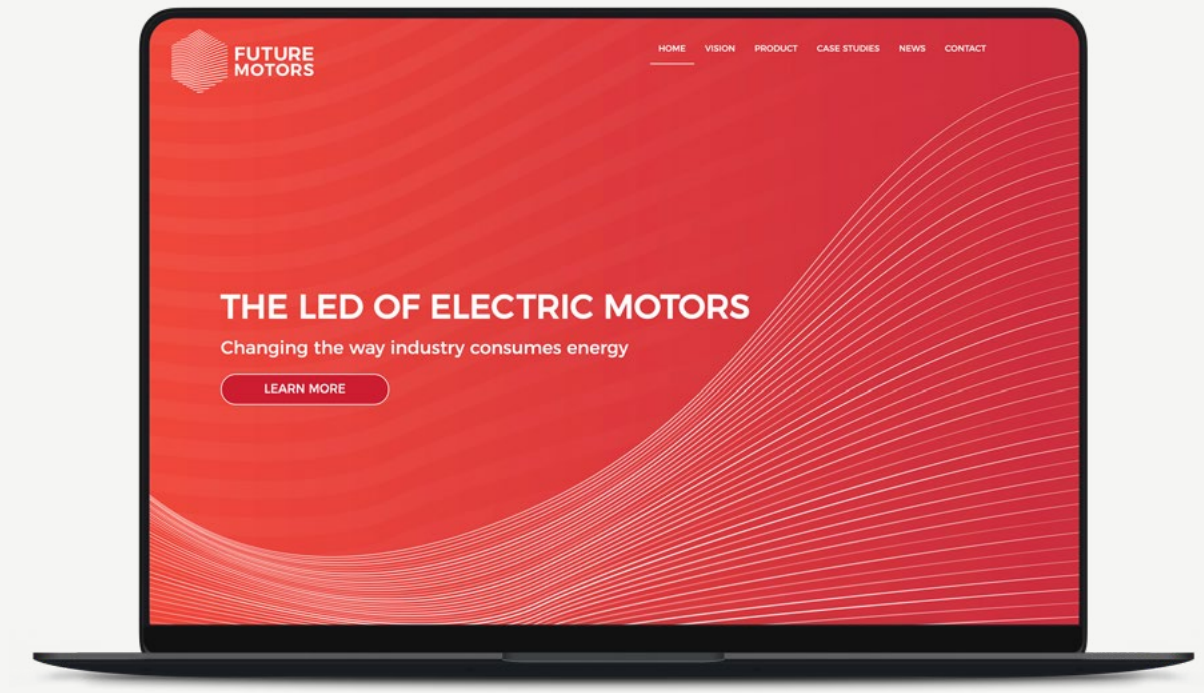 FUTURE
MOTORS
HOME VISION PRODUCT CASE STUDIES NEWS CONTACT
THE LED OF ELECTRIC MOTORS
Changing the way industry consumes energy
LEARN MORE